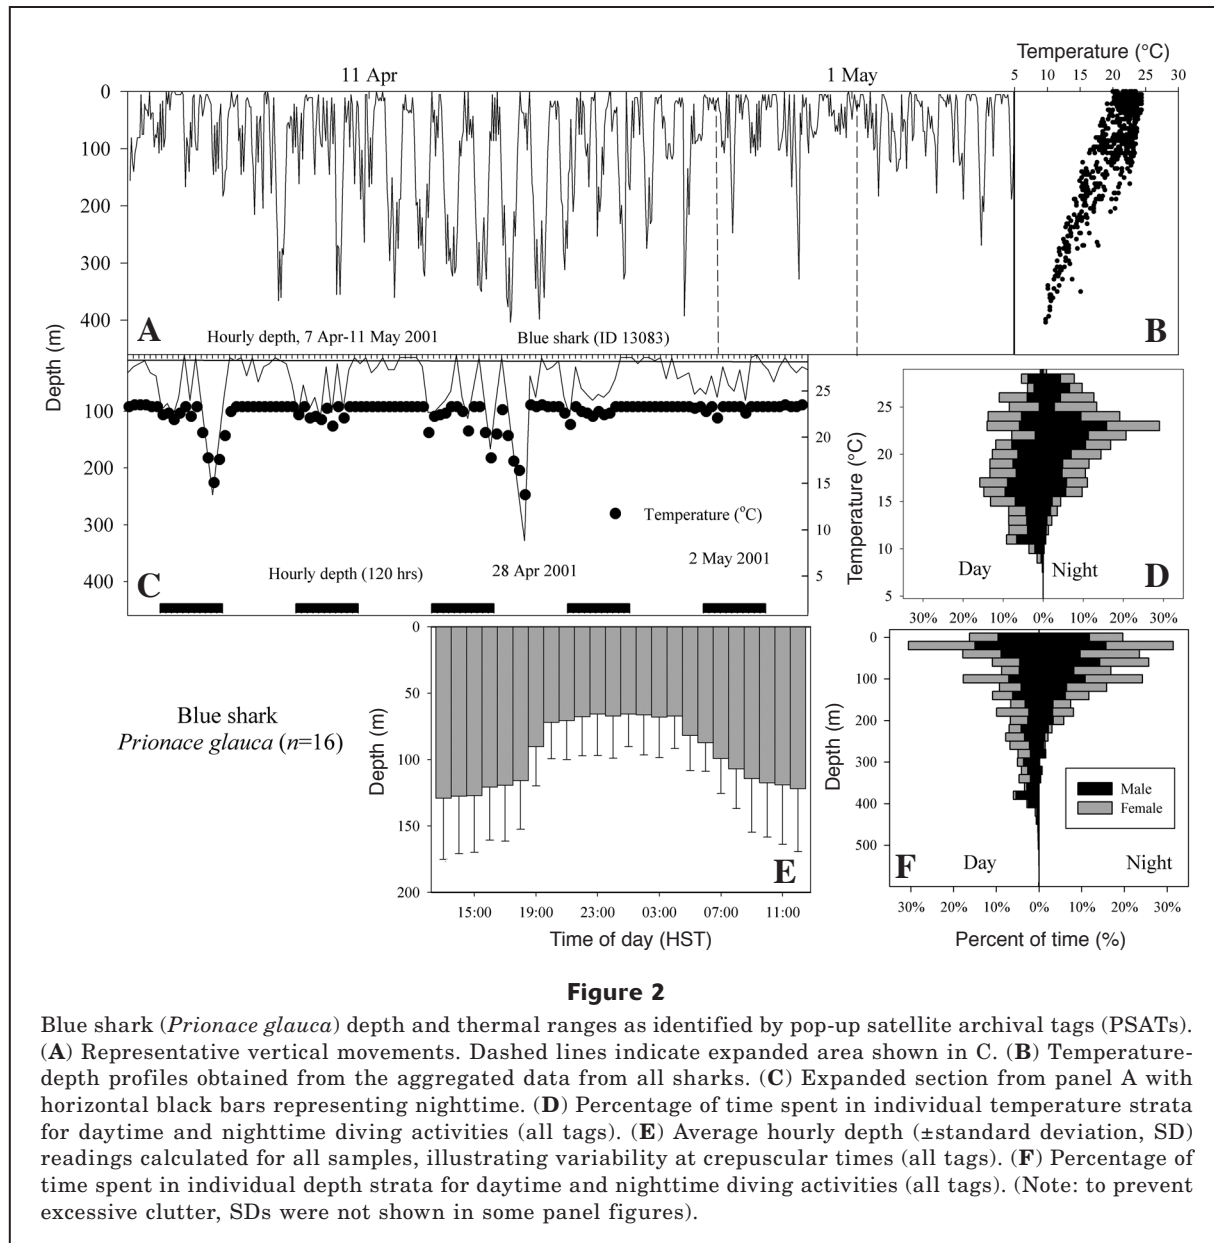 Temperature (°C)
11 Apr
1 May
5 10 15 20 25 30
0
100
200
300
400
A
B
Hourly depth, 7 Apr-11 May 2001
Blue shark (ID 13083)
Depth (m)
100
200
300
400
25
20
15
10
5
Temperature (°C)
Temperature (°C)
2 May 2001
28 Apr 2001
Hourly depth (120 hrs)
C
25
20
15
10
5
Day
Night
D
30% 20% 10% 0% 10% 20% 30%
Blue shark
Prionace glauca (n=16)
0
50
100
150
200
Depth (m)
E
15:00 19:00 23:00 03:00 07:00 11:00
Time of day (HST)
0
100
200
300
400
500
Depth (m)
Male
Female
F
Day
Night
30% 20% 10% 0% 10% 20% 30%
Percent of time (%)
Figure 2
Blue shark (Prionace glauca) depth and thermal ranges as identified by pop-up satellite archival tags (PSATs).
(A) Representative vertical movements. Dashed lines indicate expanded area shown in C. (B) Temperature-
depth profiles obtained from the aggregated data from all sharks. (C) Expanded section from panel A with
horizontal black bars representing nighttime. (D) Percentage of time spent in individual temperature strata
for daytime and nighttime diving activities (all tags). (E) Average hourly depth (±standard deviation, SD)
readings calculated for all samples, illustrating variability at crepuscular times (all tags). (F) Percentage of
time spent in individual depth strata for daytime and nighttime diving activities (all tags). (Note: to prevent
excessive clutter, SDs were not shown in some panel figures).